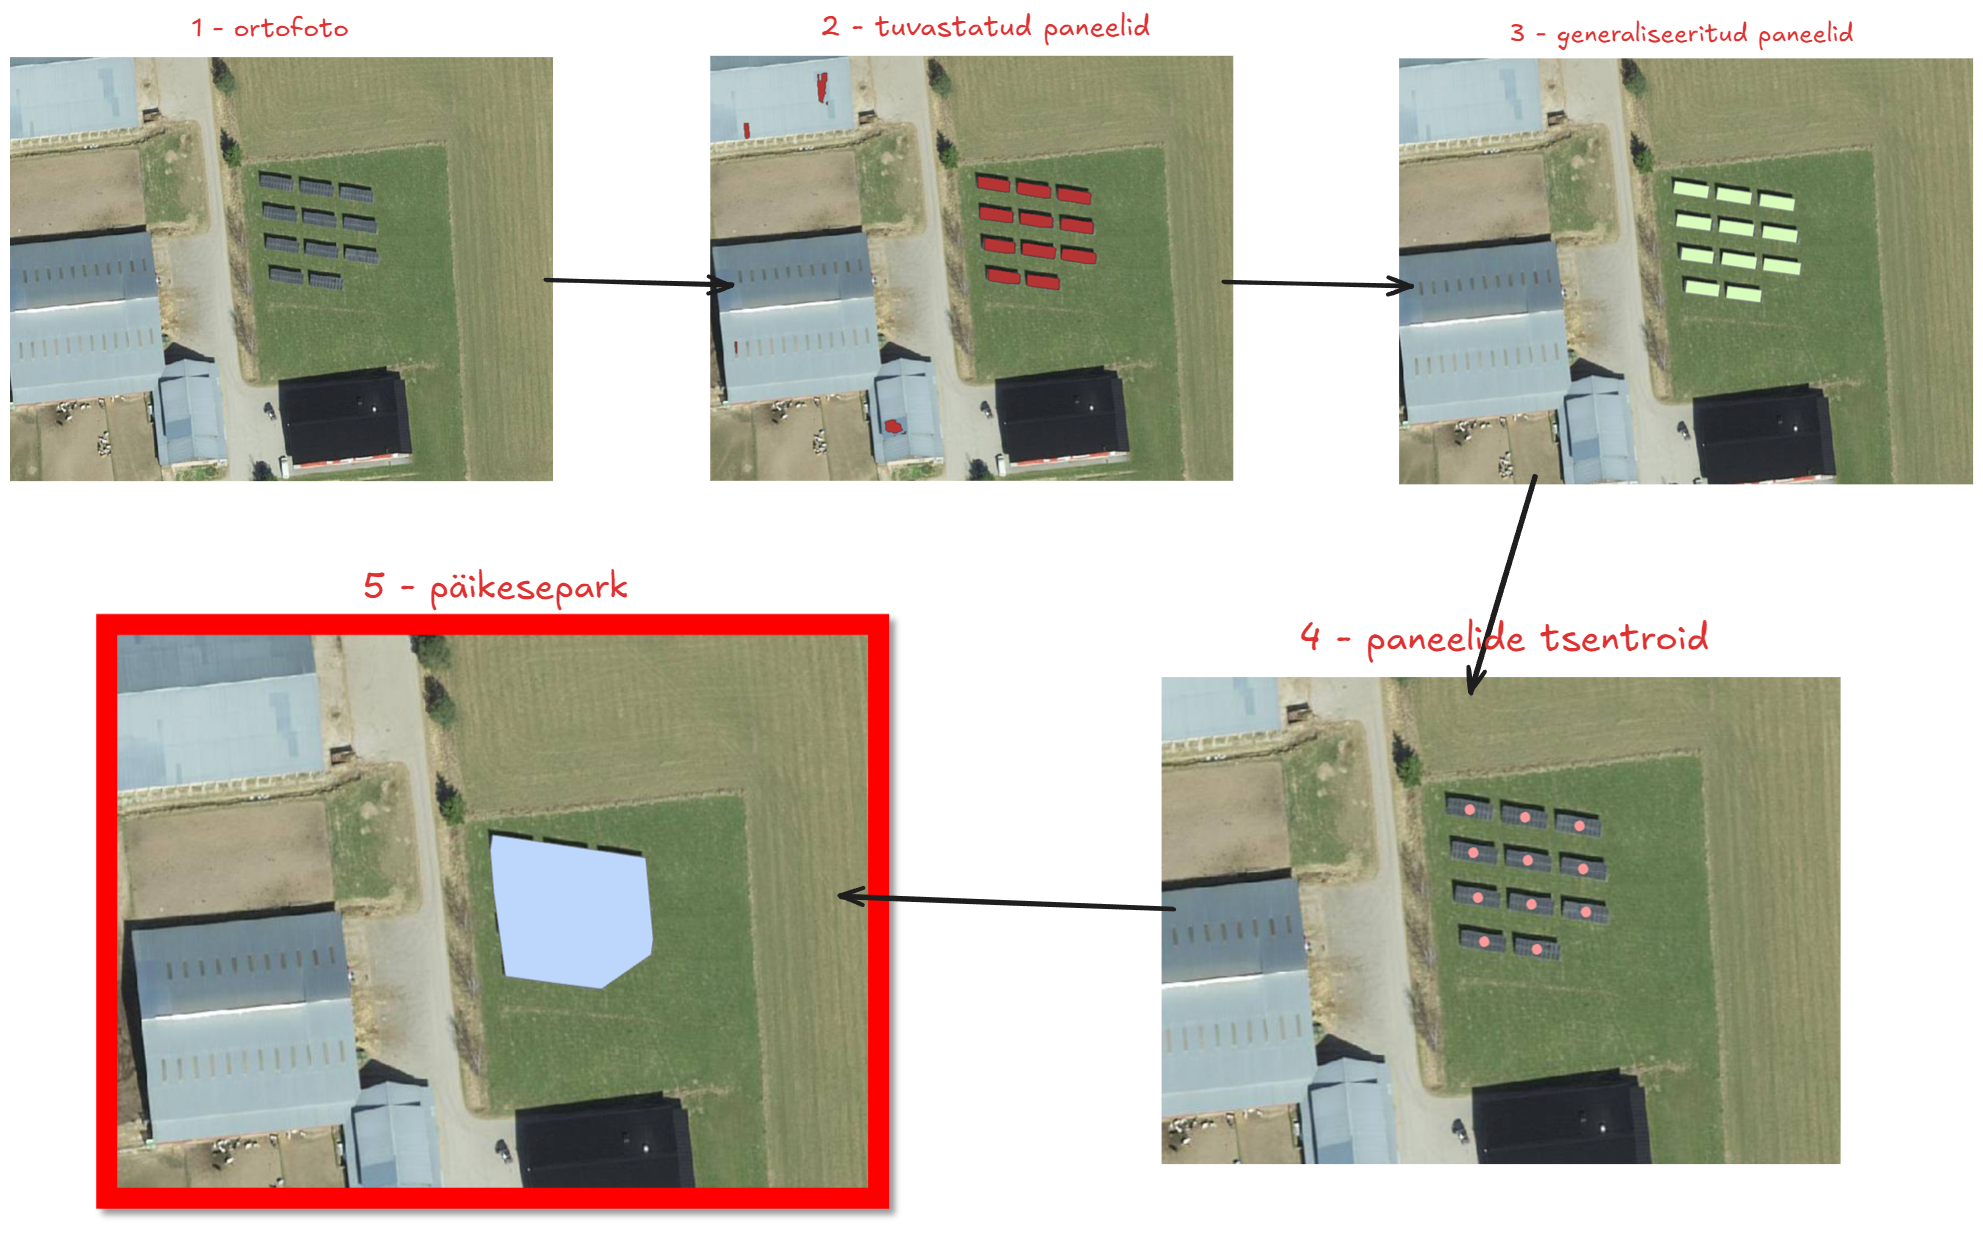 1 - ortofoto
2 - tuvastatud paneelid
3 - generaliseeritud paneelid
4 - paneelide tsentroid
5 - päikesepark